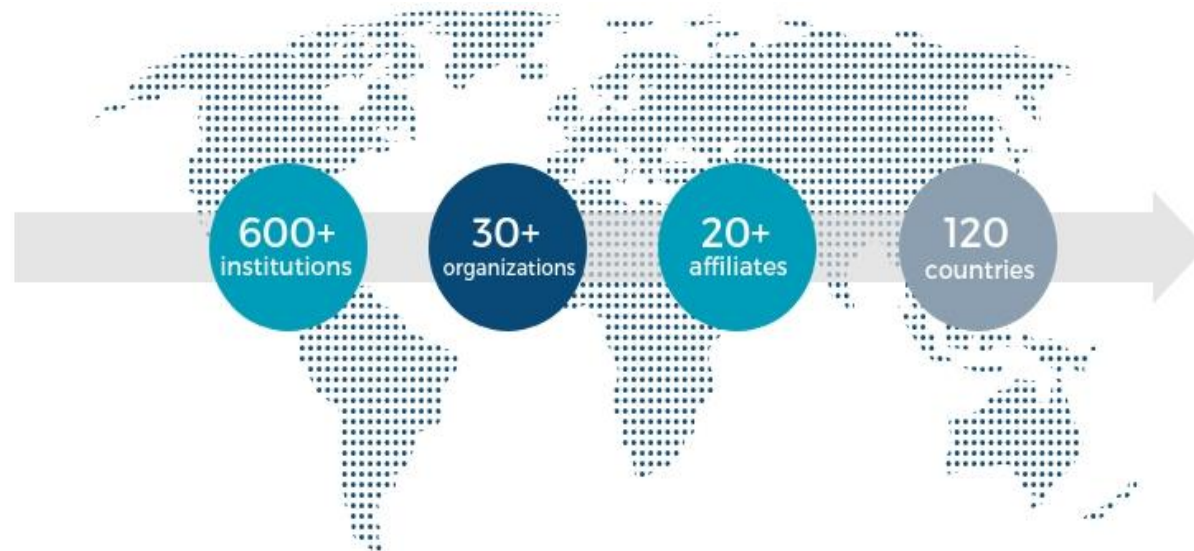 600+
institutions
30+
organizations
20+
affiliates
120
countries